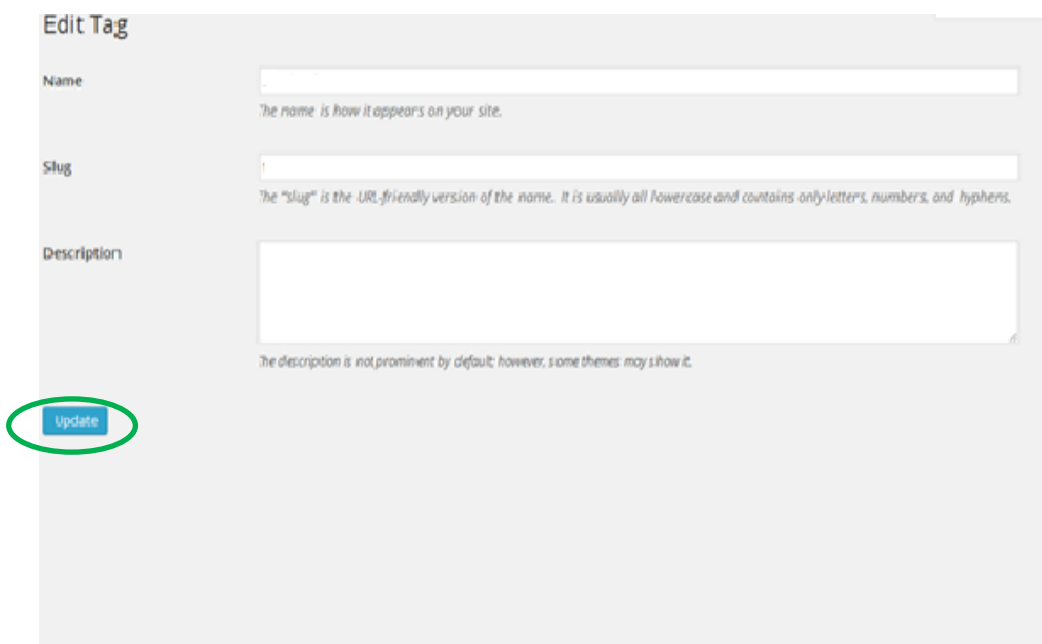 Edit Tag
Name
The name is how it appears on your site.
Slug
The “slug” is the URL-friendly version of the name. It is usually all lowercase and contains only letters, numbers, and hyphens.
Description
The description is not prominent by default; however, some themes may show it.
Update